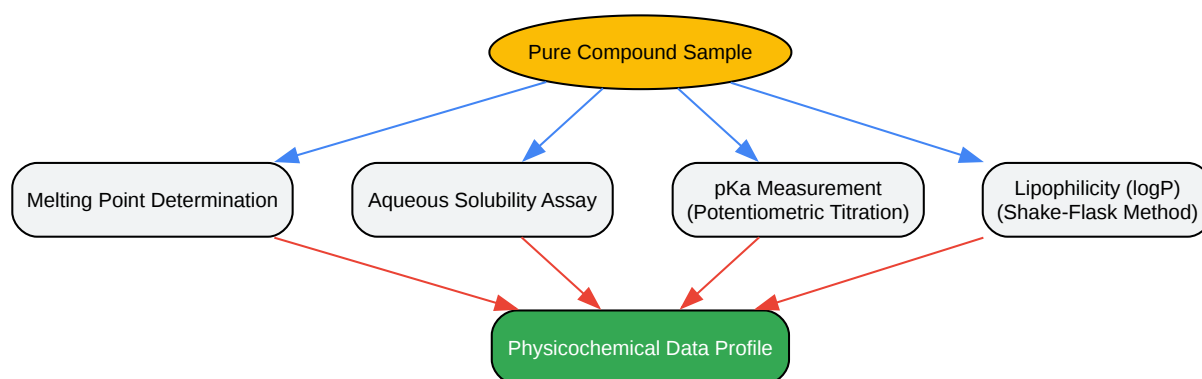 Pure Compound Sample
Melting Point Determination
Aqueous Solubility Assay
pKa Measurement
(Potentiometric Titration)
Lipophilicity (logP)
(Shake-Flask Method)
Physicochemical Data Profile